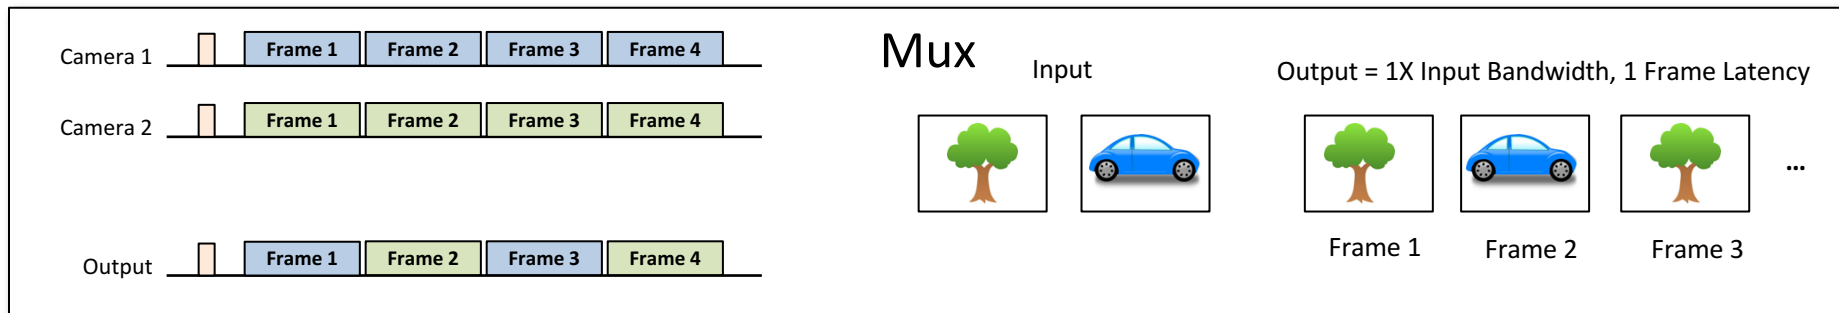 Camera 1
Frame 1 Frame 2 Frame 3 Frame 4
Camera 2
Frame 1 Frame 2 Frame 3 Frame 4
Output
Frame 1 Frame 2 Frame 3 Frame 4
Mux
Input
Output = 1X Input Bandwidth, 1 Frame Latency
...
Frame 1 Frame 2 Frame 3